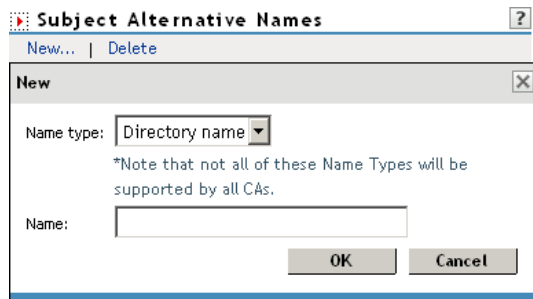 Subject Alternative Names ?
New... | Delete
New
Name type: Directory name
*Note that not all of these Name Types will be
supported by all CAs.
Name:
OK Cancel